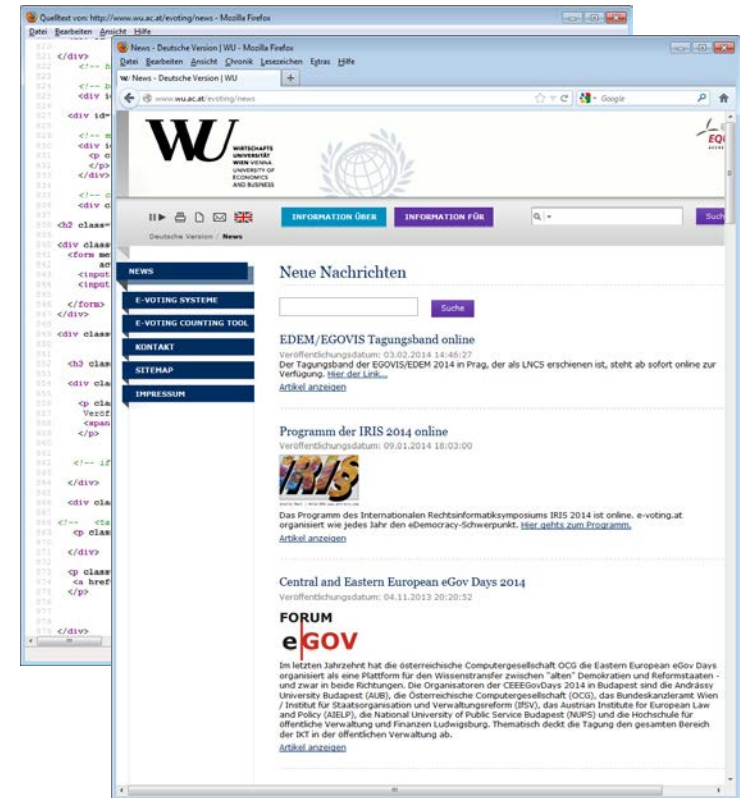 Quelltext von: http://www.wu.ac.at/evoting/news - Mozilla Firefox
Datei Bearbeiten Ansicht Hilfe
</div>
<div id=
</p>
</div>
<h2 class=
<div class
<form me
<input
<input
</form>
</div>
<div class
<h3 clas
<div cla
<p cla
<span
</p>
<!-- if
</div>
<div cla
<p clas
</div>
<p class
<a href
</p>
</div>
News - Deutsche Version | WU - Mozilla Firefox
Datei Bearbeiten Ansicht Chronik Lesezeichen Extras Hilfe
News - Deutsche Version | WU
www.wu.ac.at/evoting/news
Google
WU
WIRTSCHAFTS
UNIVERSITÄT
WIEN VIENNA
UNIVERSITY OF
ECONOMICS
AND BUSINESS
EQU
INFORMATION ÜBER INFORMATION FÜR
Such
Deutsche Version / News
NEWS
E-VOTING SYSTEME
E-VOTING COUNTING TOOL
KONTAKT
SITEMAP
IMPRESSUM
Neue Nachrichten
Suche
EDEM/EGOVIS Tagungsband online
Veröffentlichungsdatum: 03.02.2014 14:46:27
Der Tagungsband der EGOVIS/EDEM 2014 in Prag, der als LNCS erschienen ist, steht ab sofort online zur
Verfügung. Hier der Link...
Artikel anzeigen
Programm der IRIS 2014 online
Veröffentlichungsdatum: 09.01.2014 18:03:00
IRIS
Das Programm des Internationalen Rechtsinformatiksymposiums IRIS 2014 ist online. e-voting.at
organisiert wie jedes Jahr den eDemocracy-Schwerpunkt. Hier gehts zum Programm.
Artikel anzeigen
Central and Eastern European eGov Days 2014
Veröffentlichungsdatum: 04.11.2013 20:20:52
FORUM
eGOV
Im letzten Jahrzehnt hat die österreichische Computergesellschaft OCG die Eastern European eGov Days
organisiert als eine Plattform für den Wissenstransfer zwischen "alten" Demokratien und Reformstaaten -
und zwar in beide Richtungen. Die Organisatoren der CEEEGovDays 2014 in Budapest sind die Andrássy
University Budapest (AUB), die Österreichische Computergesellschaft (OCG), das Bundeskanzleramt Wien
/ Institut für Staatsorganisation und Verwaltungsreform (IfSV), das Austrian Institute for European Law
and Policy (AIELP), die National University of Public Service Budapest (NUPS) und die Hochschule für
öffentliche Verwaltung und Finanzen Ludwigsburg. Thematisch deckt die Tagung den gesamten Bereich
der IKT in der öffentlichen Verwaltung ab.
Artikel anzeigen